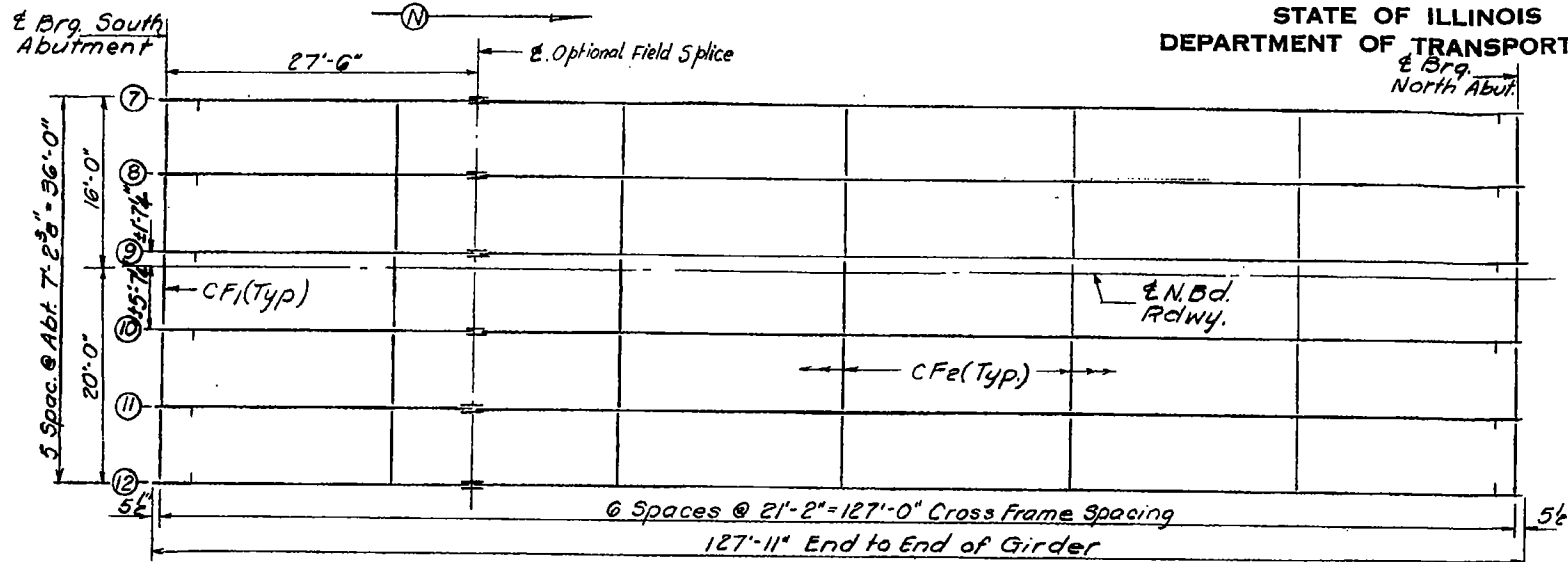 STATE OF ILLINOIS
DEPARTMENT OF TRANSPORT
℄ Brg. South
Abutment
N
27'-6"
℄ Optional Field Splice
℄ Brg.
North Abut.
7
8
9
10
11
12
5 Spac. @ Abt. 7'-2 3/8" = 36'-0"
16'-0"
20'-0"
CF1 (Typ)
℄ N. Bd.
Rdwy.
CF2 (Typ.)
6 Spaces @ 21'-2" = 127'-0" Cross Frame Spacing
127'-11" End to End of Girder